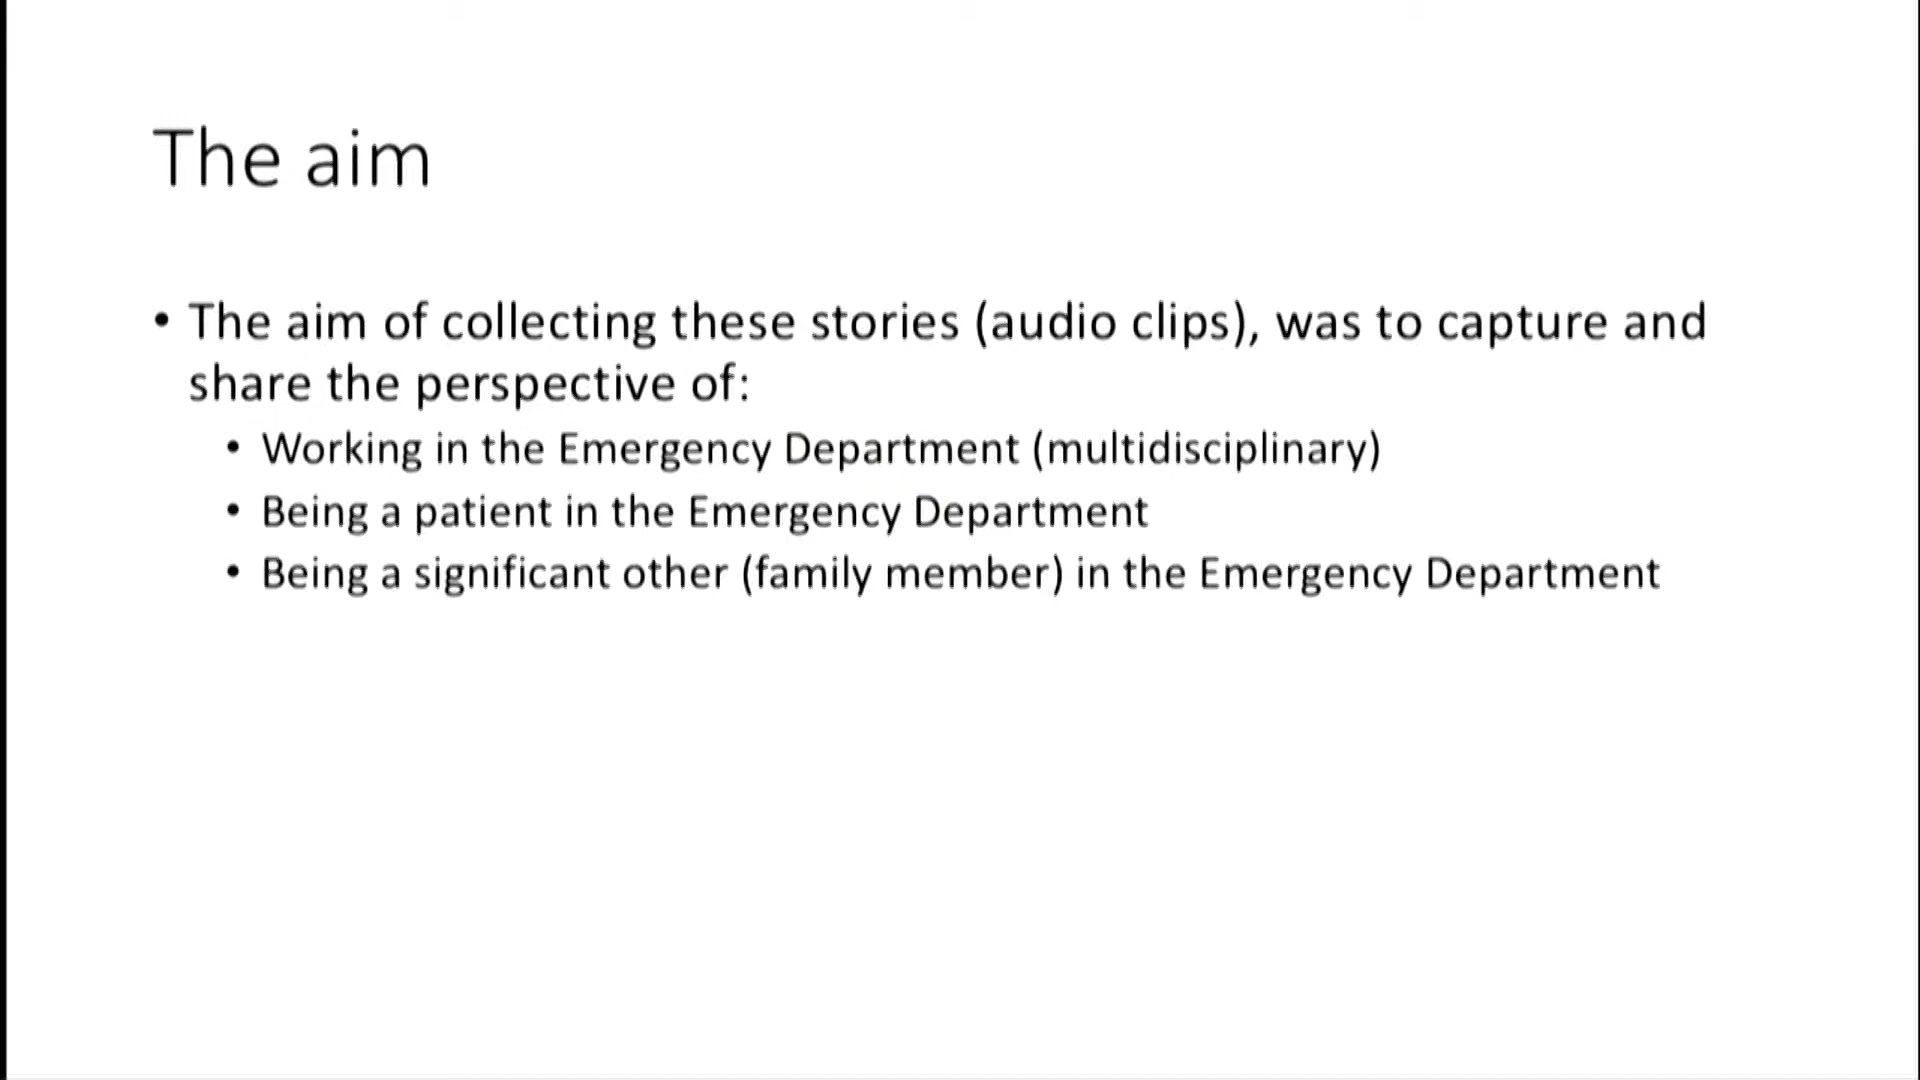 The aim
• The aim of collecting these stories (audio clips), was to capture and
share the perspective of:
• Working in the Emergency Department (multidisciplinary)
• Being a patient in the Emergency Department
• Being a significant other (family member) in the Emergency Department